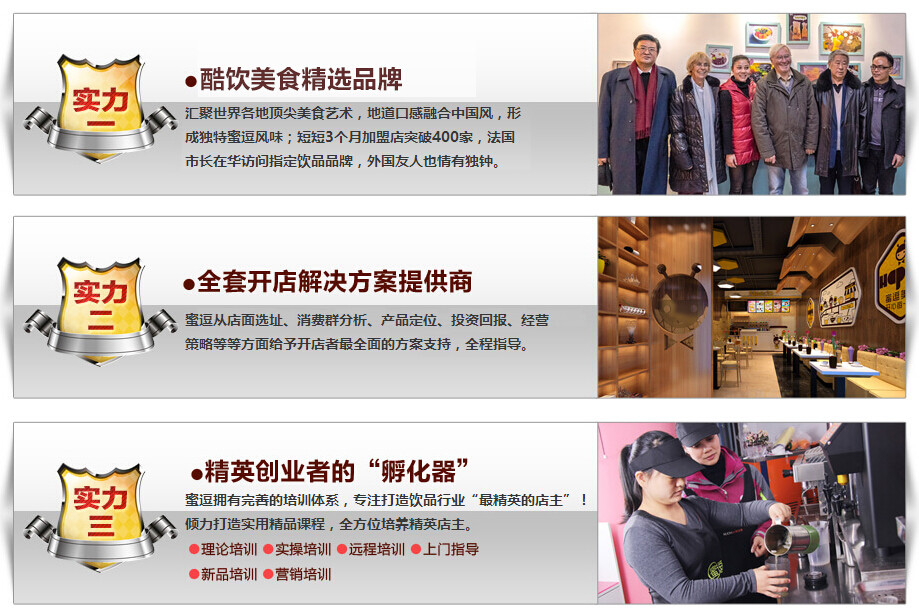 实力
一
●酷饮美食精选品牌
汇聚世界各地顶尖美食艺术，地道口感融合中国风，形
成独特蜜逗风味；短短3个月加盟店突破400家，法国
市长在华访问指定饮品品牌，外国友人也情有独钟。
实力
二
●全套开店解决方案提供商
蜜逗从店面选址、消费群分析、产品定位、投资回报、经营
策略等等方面给予开店者最全面的方案支持，全程指导。
实力
三
●精英创业者的“孵化器”
蜜逗拥有完善的培训体系，专注打造饮品行业“最精英的店主”！
倾力打造实用精品课程，全方位培养精英店主。
●理论培训 ●实操培训 ●远程培训 ●上门指导
●新品培训 ●营销培训